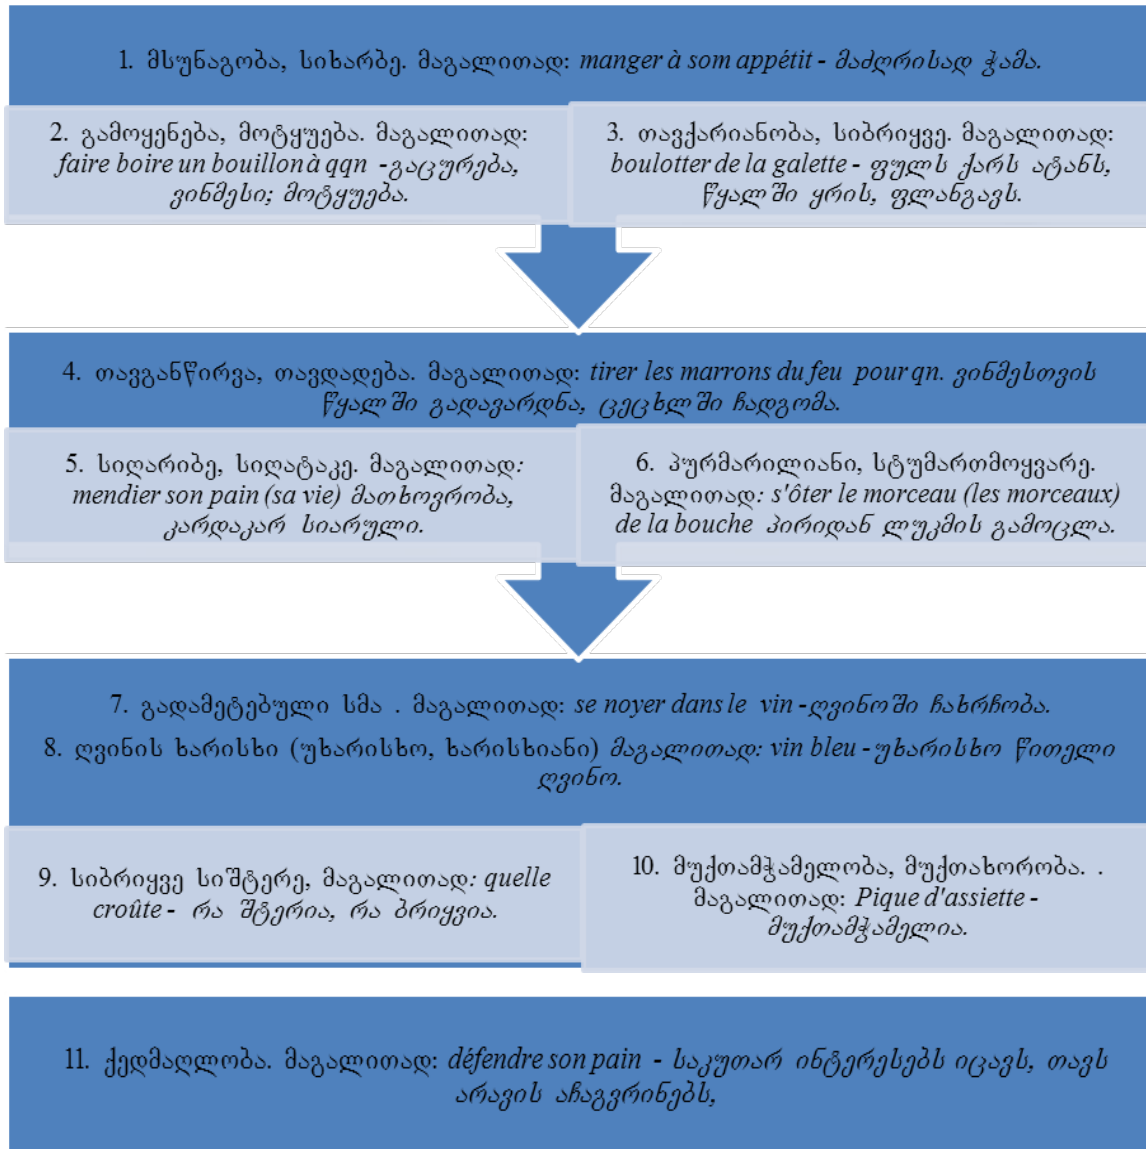 1. მსუნაგობა, სიხარბე. მაგალითად: manger à som appétit - მაძღრისად ჭამა.
2. გამოყენება, მოტყუება. მაგალითად:
faire boire un bouillon à qqn -გაცურება,
ვინმესი; მოტყუება.
3. თავქარიანობა, სიბრიყვე. მაგალითად:
boulotter de la galette - ფულს ქარს ატანს,
წყალში ყრის, ფლანგავს.
4. თავგანწირვა, თავდადება. მაგალითად: tirer les marrons du feu pour qn. ვინმესთვის
წყალში გადავარდნა, ცეცხლში ჩადგომა.
5. სიღარიბე, სიღატაკე. მაგალითად:
mendier son pain (sa vie) მათხოვრობა,
კარდაკარ სიარული.
6. პურმარილიანი, სტუმართმოყვარე.
მაგალითად: s'ôter le morceau (les morceaux)
de la bouche პირიდან ლუკმის გამოცლა.
7. გადამეტებული სმა . მაგალითად: se noyer dans le vin -ღვინოში ჩახრჩობა.
8. ღვინის ხარისხი (უხარისხო, ხარისხიანი) მაგალითად: vin bleu - უხარისხო წითელი
ღვინო.
9. სიბრიყვე სიშტერე, მაგალითად: quelle
croûte - რა შტერია, რა ბრიყვია.
10. მუქთამჭამელობა, მუქთახორობა. .
მაგალითად: Pique d'assiette -
მუქთამჭამელია.
11. ქედმაღლობა. მაგალითად: défendre son pain - საკუთარ ინტერესებს იცავს, თავს
არავის აჩაგვრინებს,